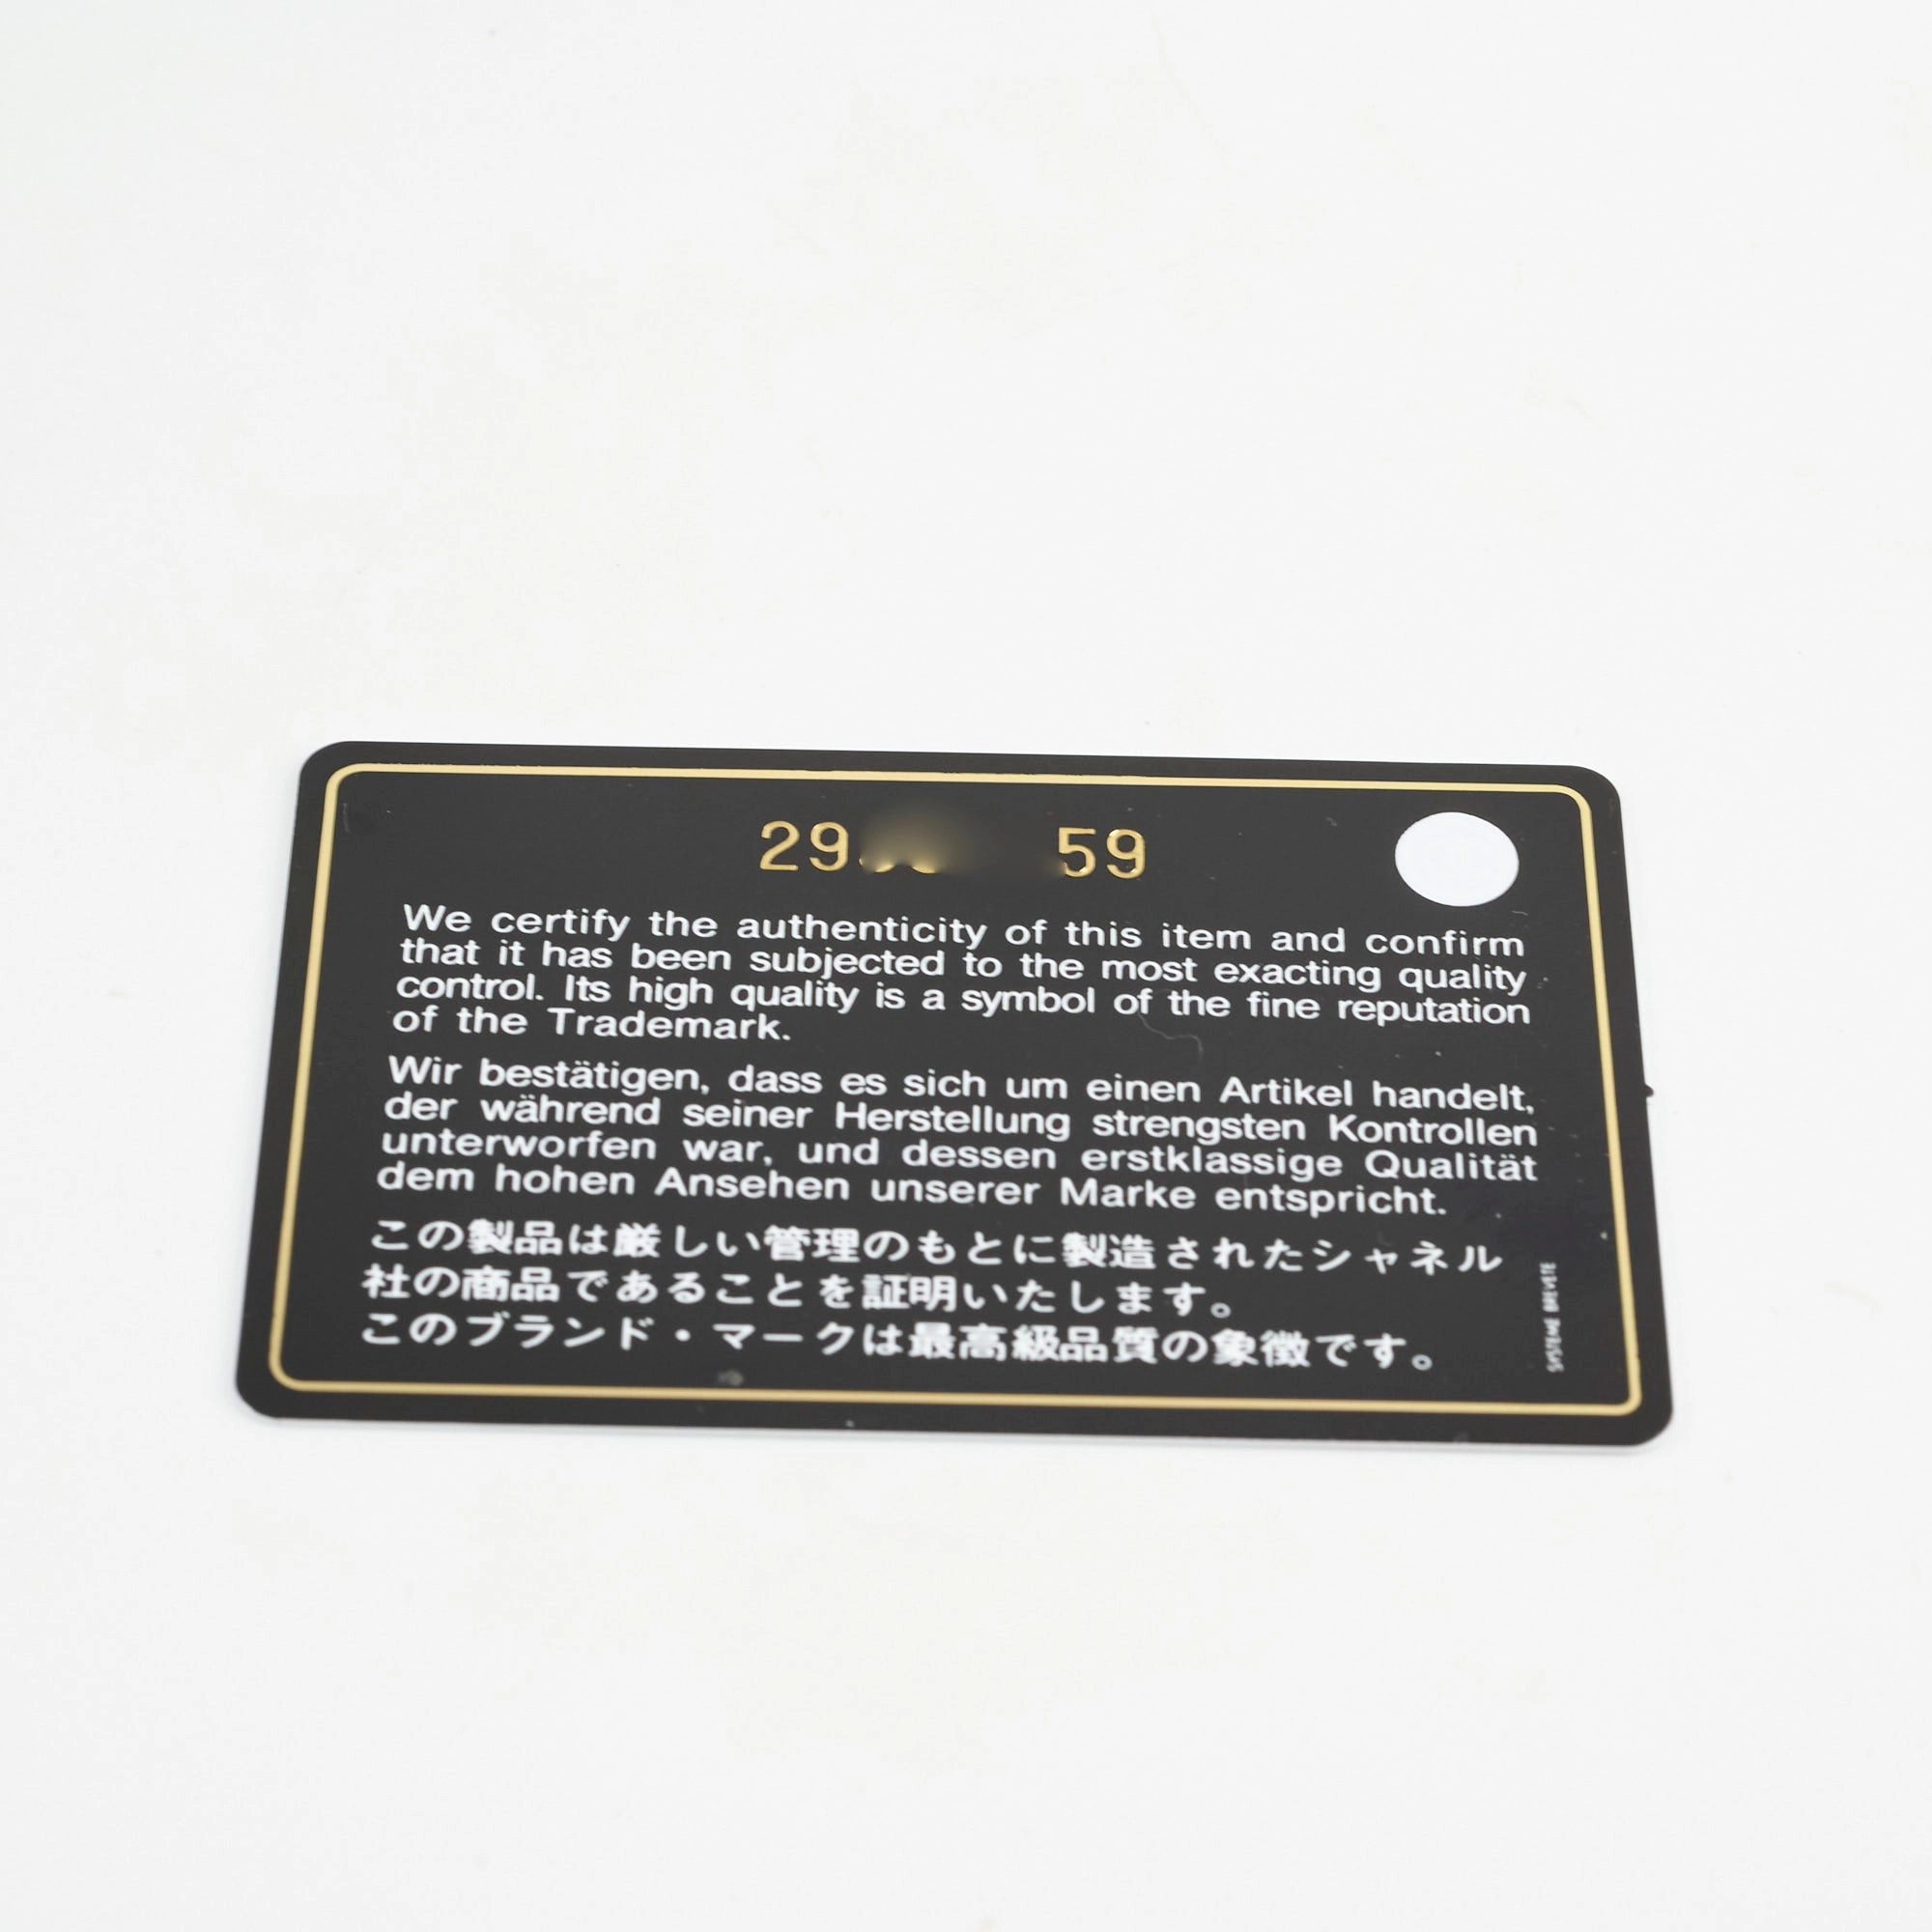 29 59
We certify the authenticity of this item and confirm
that it has been subjected to the most exacting quality
control. Its high quality is a symbol of the fine reputation
of the Trademark.
Wir bestätigen, dass es sich um einen Artikel handelt,
der während seiner Herstellung strengsten Kontrollen
unterworfen war, und dessen erstklassige Qualität
dem hohen Ansehen unserer Marke entspricht.
この製品は厳しい管理のもとに製造されたシャネル
社の商品であることを証明いたします。
このブランド・マークは最高級品質の象徴です。
SYSTEME BREVETE